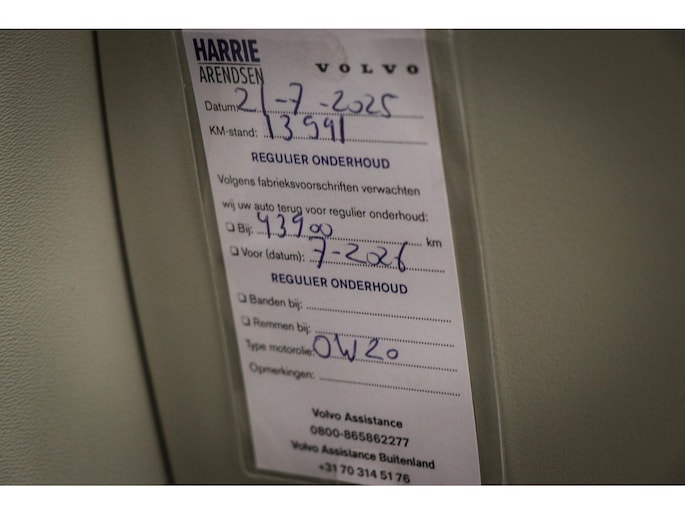 HARRIE
ARENDSEN
VOLVO
Datum: 21-7-2025
KM-stand: 13991
REGULIER ONDERHOUD
Volgens fabrieksvoorschriften verwachten
wij uw auto terug voor regulier onderhoud:
☐ Bij: 43900 km
☐ Voor (datum): 7-2026
REGULIER ONDERHOUD
☐ Banden bij:
☐ Remmen bij:
Type motorolie: 0W20
Opmerkingen:
Volvo Assistance
0800-865862277
Volvo Assistance Buitenland
+31 70 314 51 76